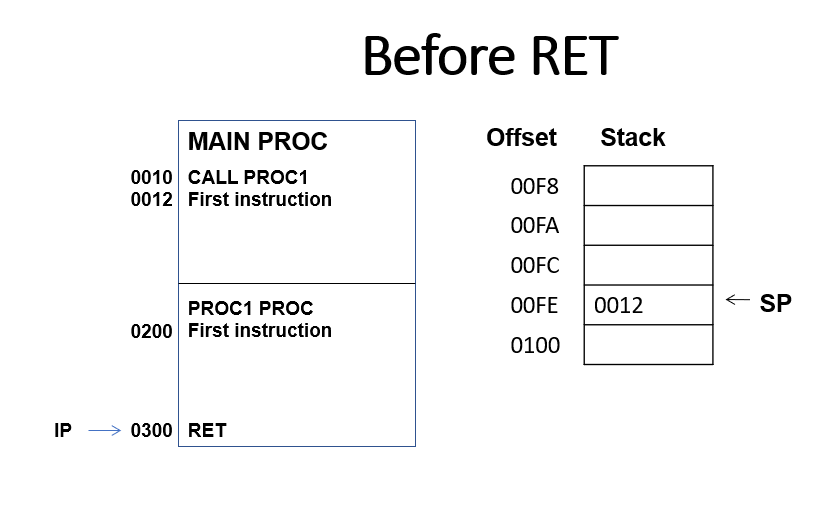 Before RET
MAIN PROC
0010 CALL PROC1
0012 First instruction
PROC1 PROC
0200 First instruction
IP 0300 RET
Offset Stack
00F8
00FA
00FC
00FE 0012 SP
0100